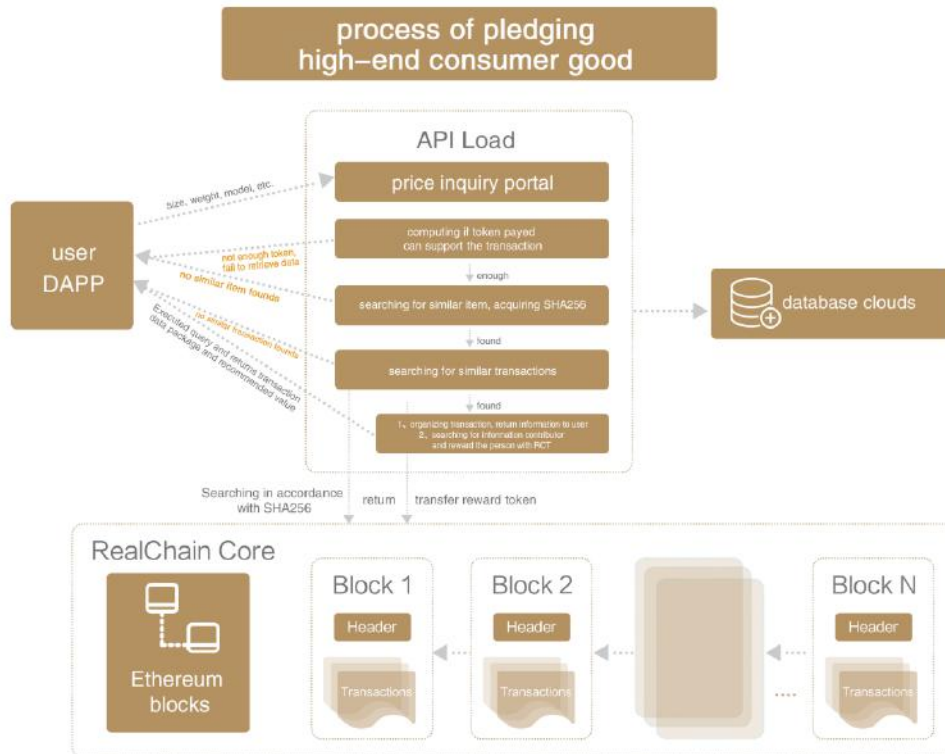 process of pledging
high-end consumer good
API Load
price inquiry portal
size, weight, model, etc.
user
DAPP
computing if token payed
can support the transaction
not enough token,
fail to retrieve data
enough
no similar item founds
searching for similar item, acquiring SHA256
database clouds
found
no similar transaction founds
searching for similar transactions
Executed query and returns transaction
data package and recommended value
found
1、organizing transaction, return information to user
2、searching for information contributor
and reward the person with RCT
Searching in accordance
with SHA256
return
transfer reward token
RealChain Core
Block 1
Block 2
Block N
Header
Header
Header
Ethereum
blocks
Transactions
Transactions
....
Transactions